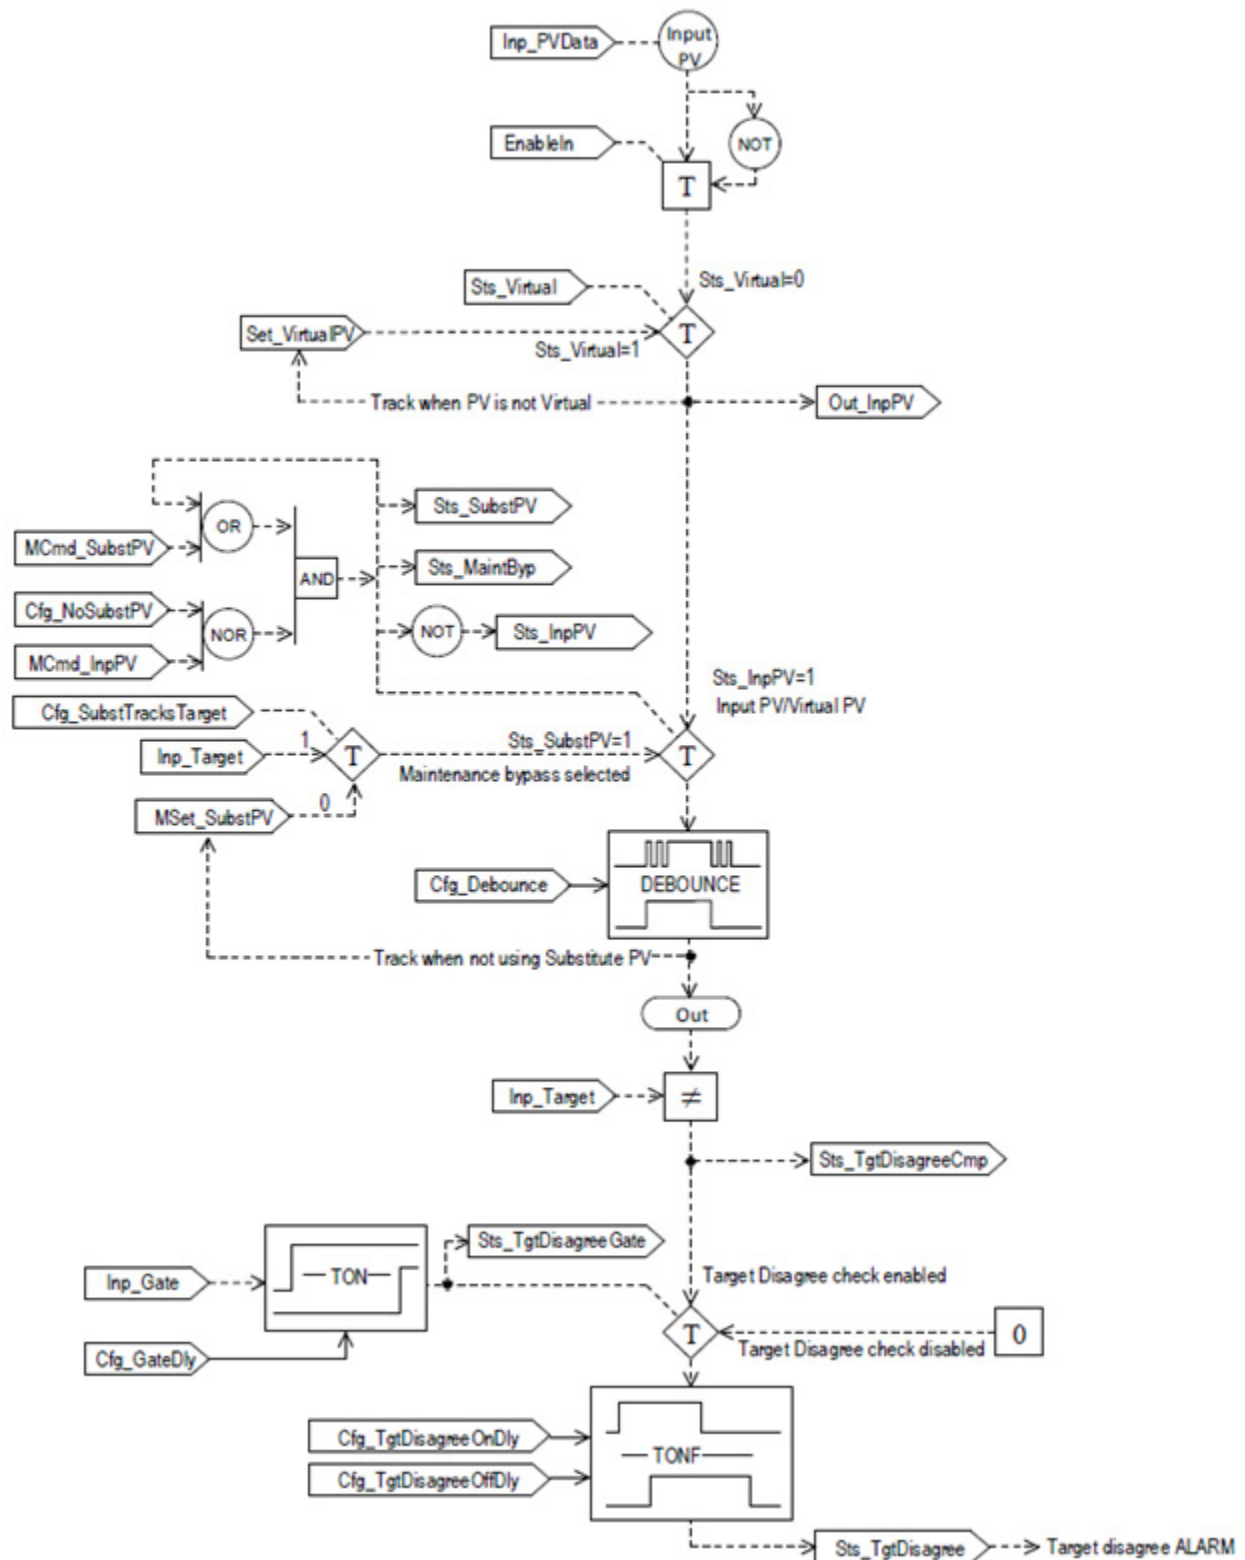 Inp_PVData
Input
PV
EnableIn
NOT
T
Sts_Virtual
Sts_Virtual=0
Set_VirtualPV
T
Sts_Virtual=1
Track when PV is not Virtual
Out_InpPV
OR
Sts_SubstPV
MCmd_SubstPV
AND
Sts_MaintByp
Cfg_NoSubstPV
NOR
NOT
Sts_InpPV
MCmd_InpPV
Sts_InpPV=1
Input PV/Virtual PV
Cfg_SubstTracksTarget
1
Inp_Target
T
Sts_SubstPV=1
T
Maintenance bypass selected
0
MSet_SubstPV
Cfg_Debounce
DEBOUNCE
Track when not using Substitute PV
Out
Inp_Target
≠
Sts_TgtDisagreeCmp
Sts_TgtDisagreeGate
Inp_Gate
TON
Target Disagree check enabled
T
0
Cfg_GateDly
Target Disagree check disabled
Cfg_TgtDisagreeOnDly
TONF
Cfg_TgtDisagreeOffDly
Sts_TgtDisagree
Target disagree ALARM